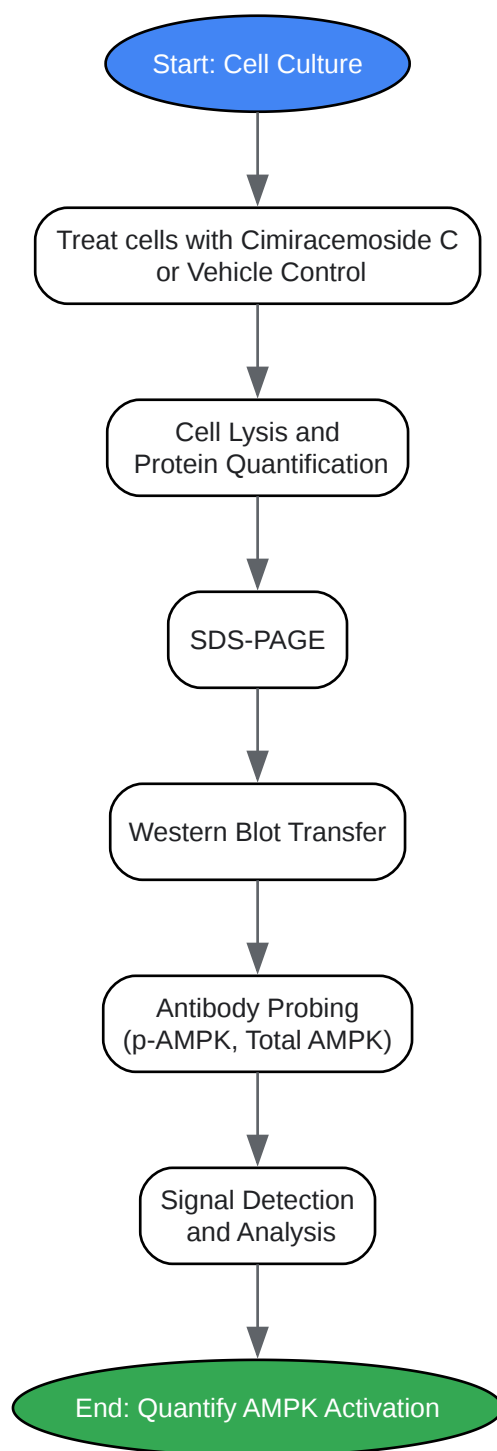 Start: Cell Culture
Treat cells with Cimiracemoside C
or Vehicle Control
Cell Lysis and
Protein Quantification
SDS-PAGE
Western Blot Transfer
Antibody Probing
(p-AMPK, Total AMPK)
Signal Detection
and Analysis
End: Quantify AMPK Activation